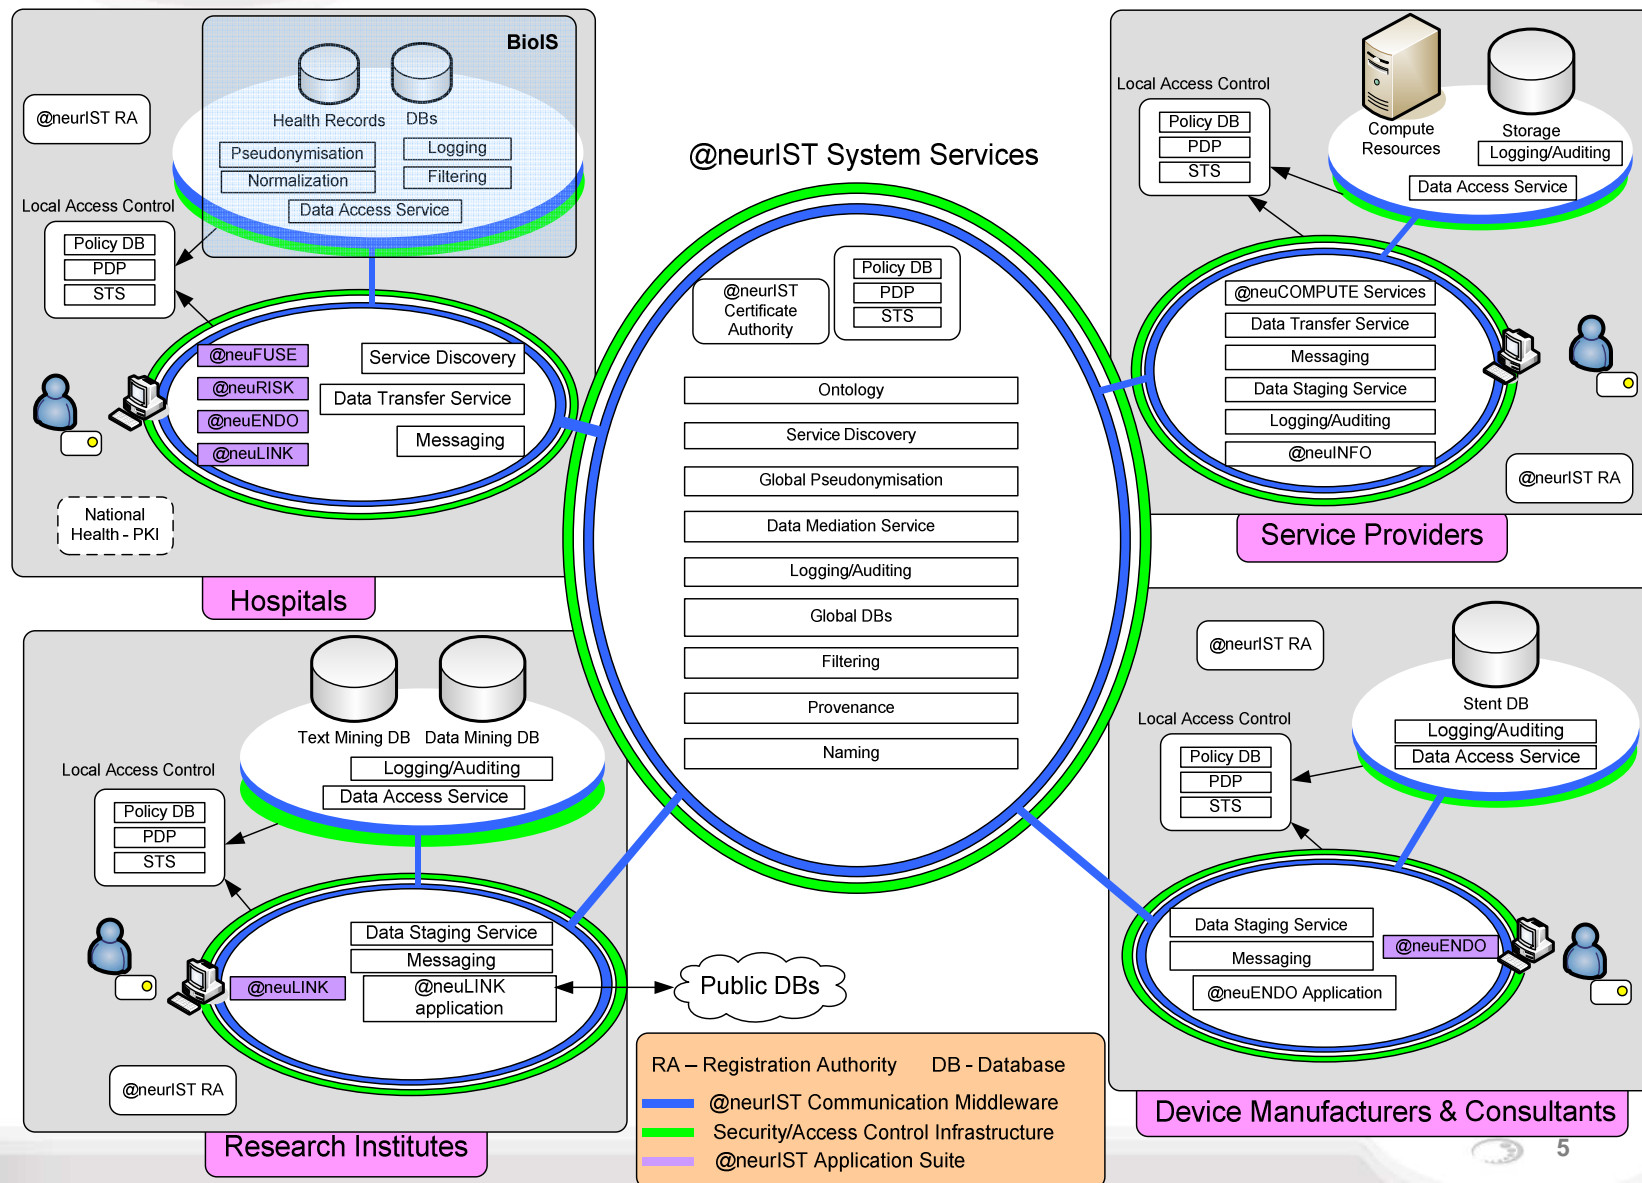 BioIS
Health Records
DBs
Pseudonymisation
Logging
Normalization
Filtering
Data Access Service
@neurIST RA
Local Access Control
Policy DB
PDP
STS
@neuFUSE
@neuRISK
@neuENDO
@neuLINK
Service Discovery
Data Transfer Service
Messaging
National
Health - PKI
Hospitals
@neurIST System Services
@neurIST
Certificate
Authority
Policy DB
PDP
STS
Ontology
Service Discovery
Global Pseudonymisation
Data Mediation Service
Logging/Auditing
Global DBs
Filtering
Provenance
Naming
Local Access Control
Policy DB
PDP
STS
Compute
Resources
Storage
Logging/Auditing
Data Access Service
@neuCOMPUTE Services
Data Transfer Service
Messaging
Data Staging Service
Logging/Auditing
@neuINFO
@neurIST RA
Service Providers
Text Mining DB
Data Mining DB
Logging/Auditing
Data Access Service
Local Access Control
Policy DB
PDP
STS
Data Staging Service
Messaging
@neuLINK
application
@neuLINK
@neurIST RA
Research Institutes
Public DBs
@neurIST RA
Stent DB
Logging/Auditing
Data Access Service
Local Access Control
Policy DB
PDP
STS
Data Staging Service
Messaging
@neuENDO Application
@neuENDO
Device Manufacturers & Consultants
RA – Registration Authority
DB - Database
@neurIST Communication Middleware
Security/Access Control Infrastructure
@neurIST Application Suite
5